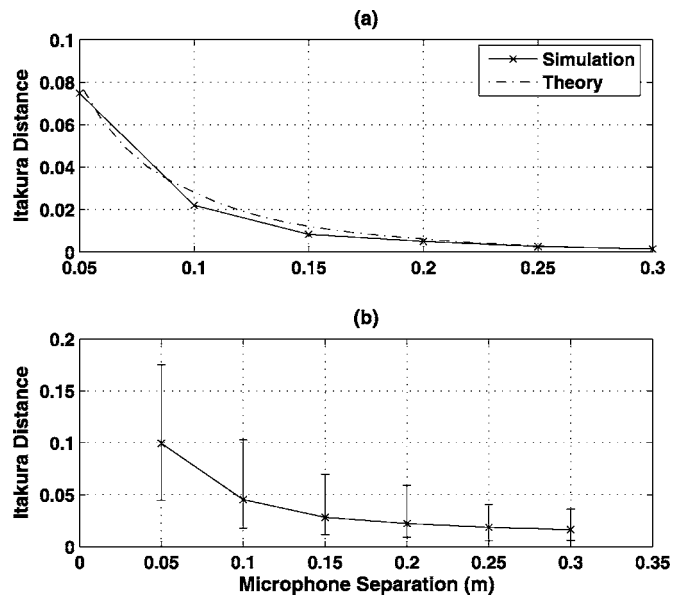 (a)
0.1
0.08
0.06
0.04
0.02
0
Itakura Distance
Simulation
Theory
0.05 0.1 0.15 0.2 0.25 0.3
(b)
0.2
0.15
0.1
0.05
0
Itakura Distance
0 0.05 0.1 0.15 0.2 0.25 0.3 0.35
Microphone Separation (m)